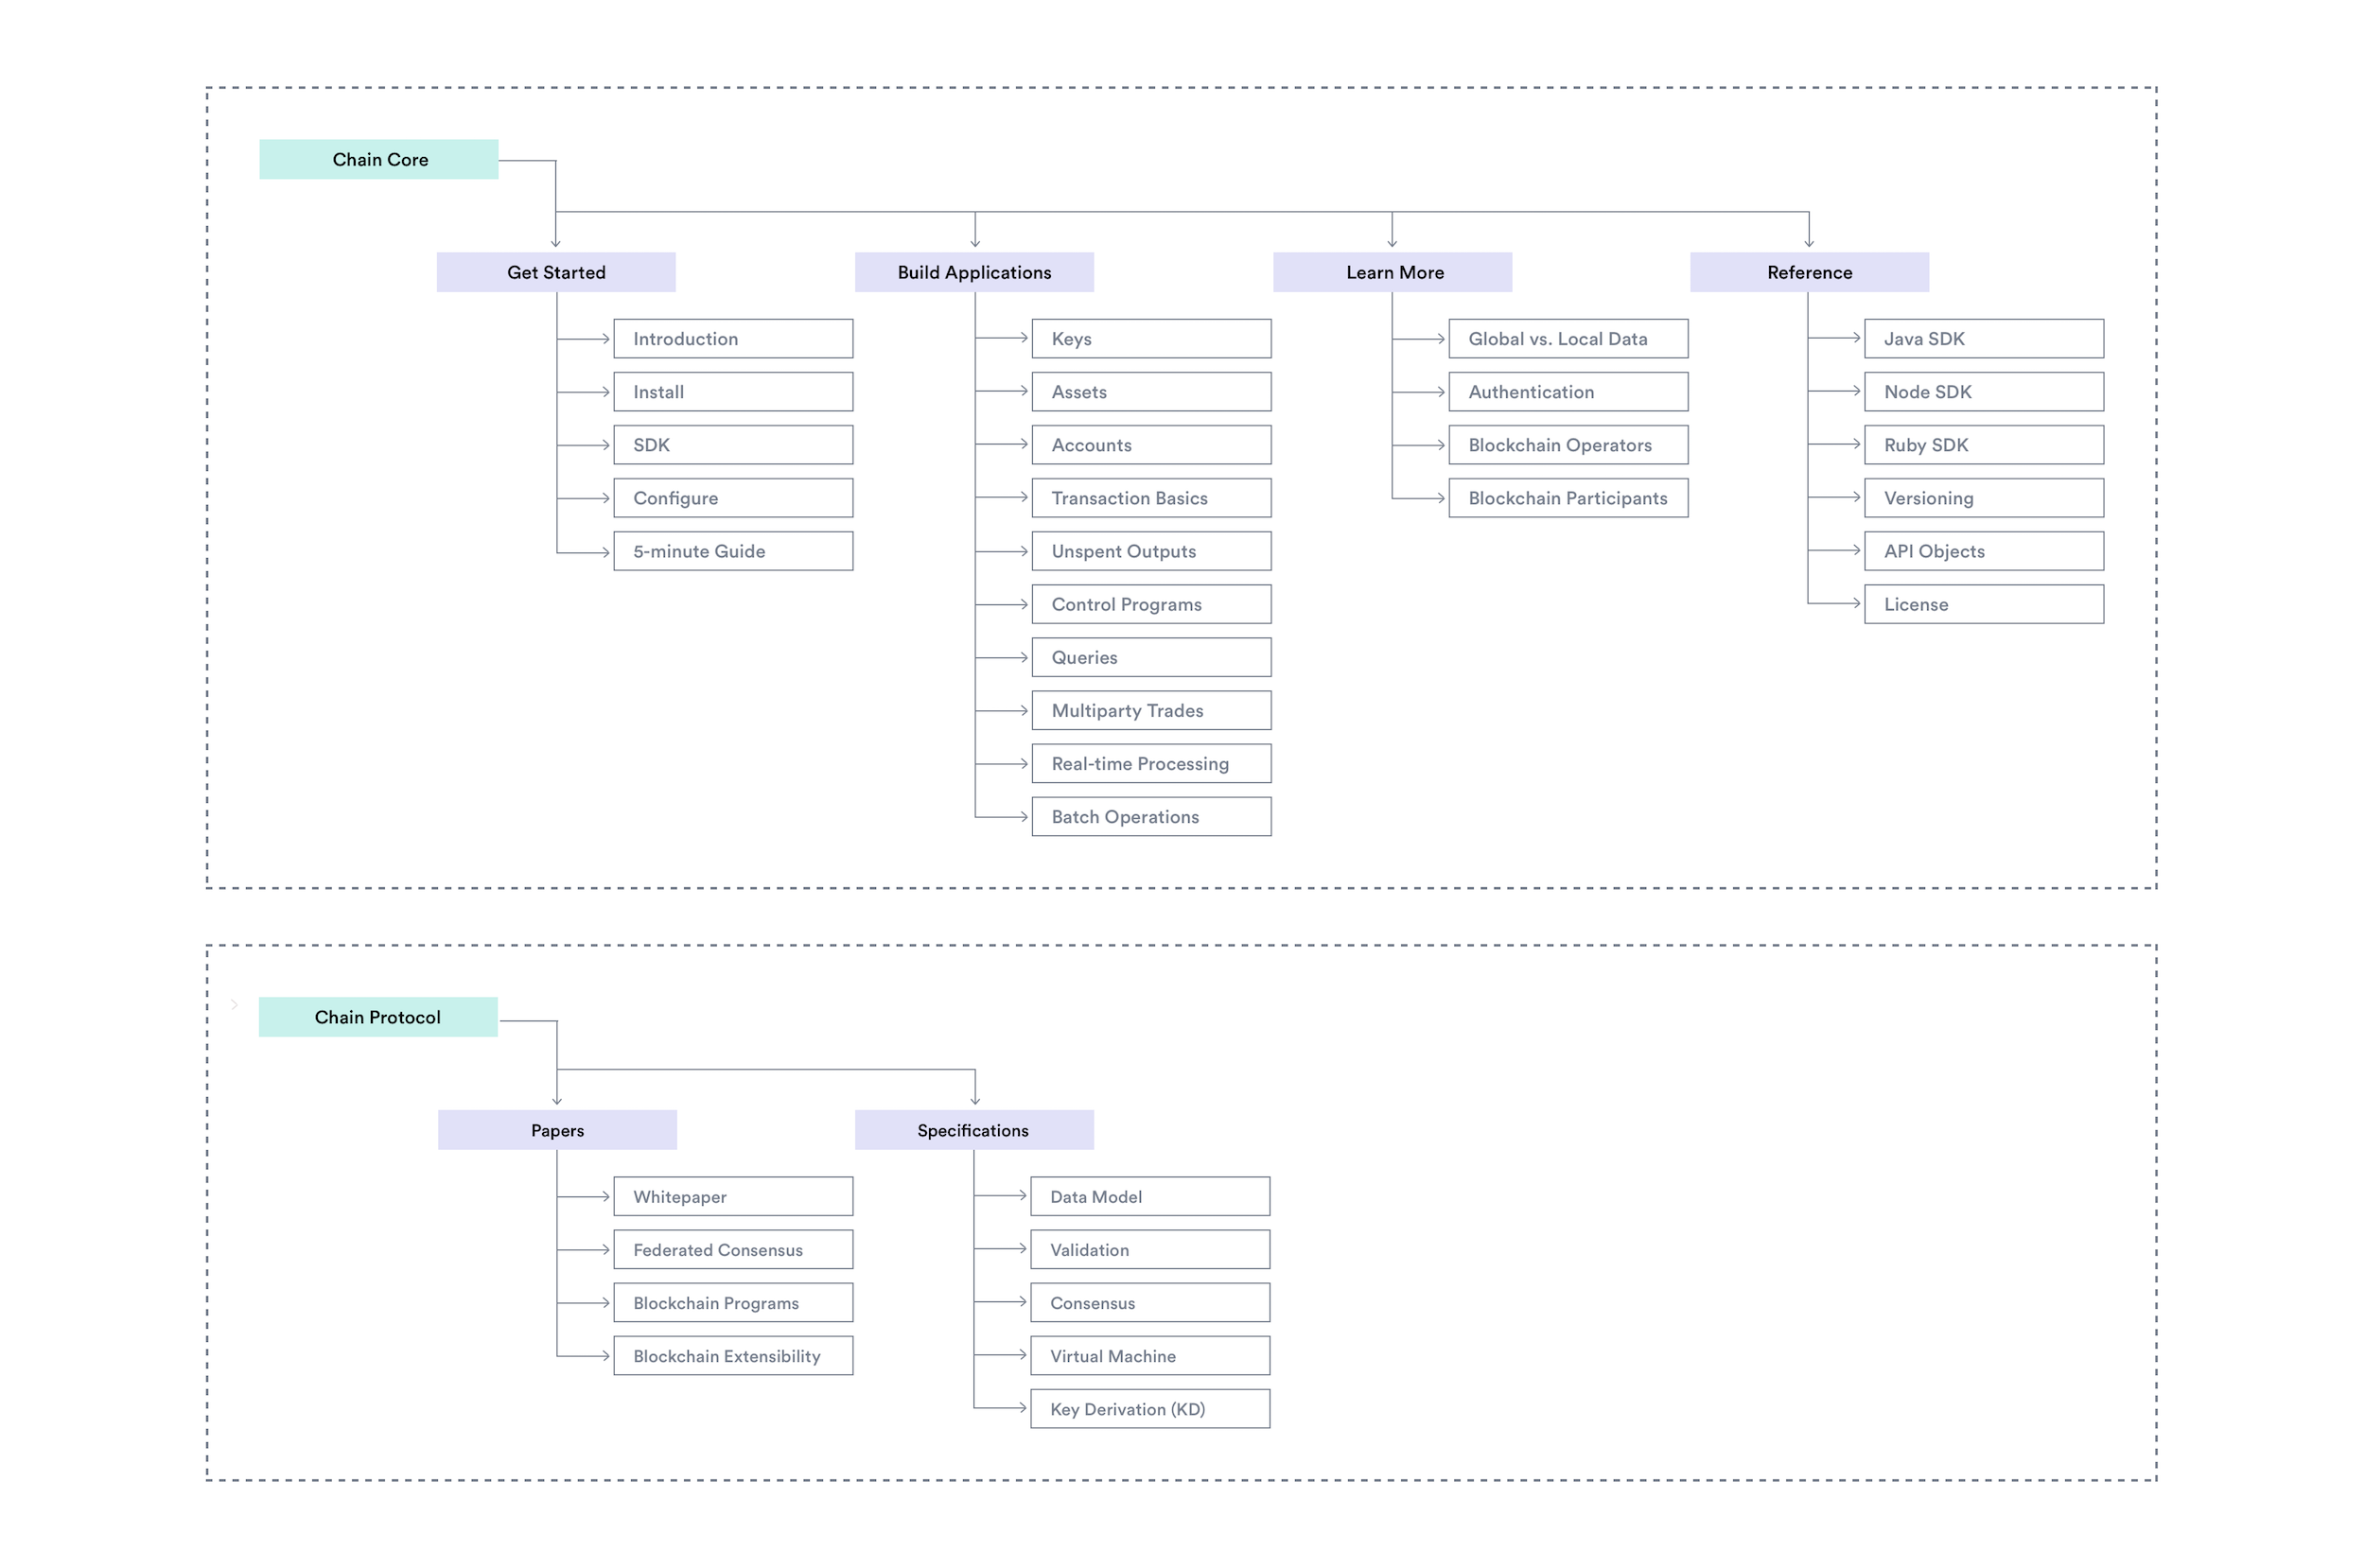 Chain Core
Get Started
Introduction
Install
SDK
Configure
5-minute Guide
Build Applications
Keys
Assets
Accounts
Transaction Basics
Unspent Outputs
Control Programs
Queries
Multiparty Trades
Real-time Processing
Batch Operations
Learn More
Global vs. Local Data
Authentication
Blockchain Operators
Blockchain Participants
Reference
Java SDK
Node SDK
Ruby SDK
Versioning
API Objects
License
Chain Protocol
Papers
Whitepaper
Federated Consensus
Blockchain Programs
Blockchain Extensibility
Specifications
Data Model
Validation
Consensus
Virtual Machine
Key Derivation (KD)